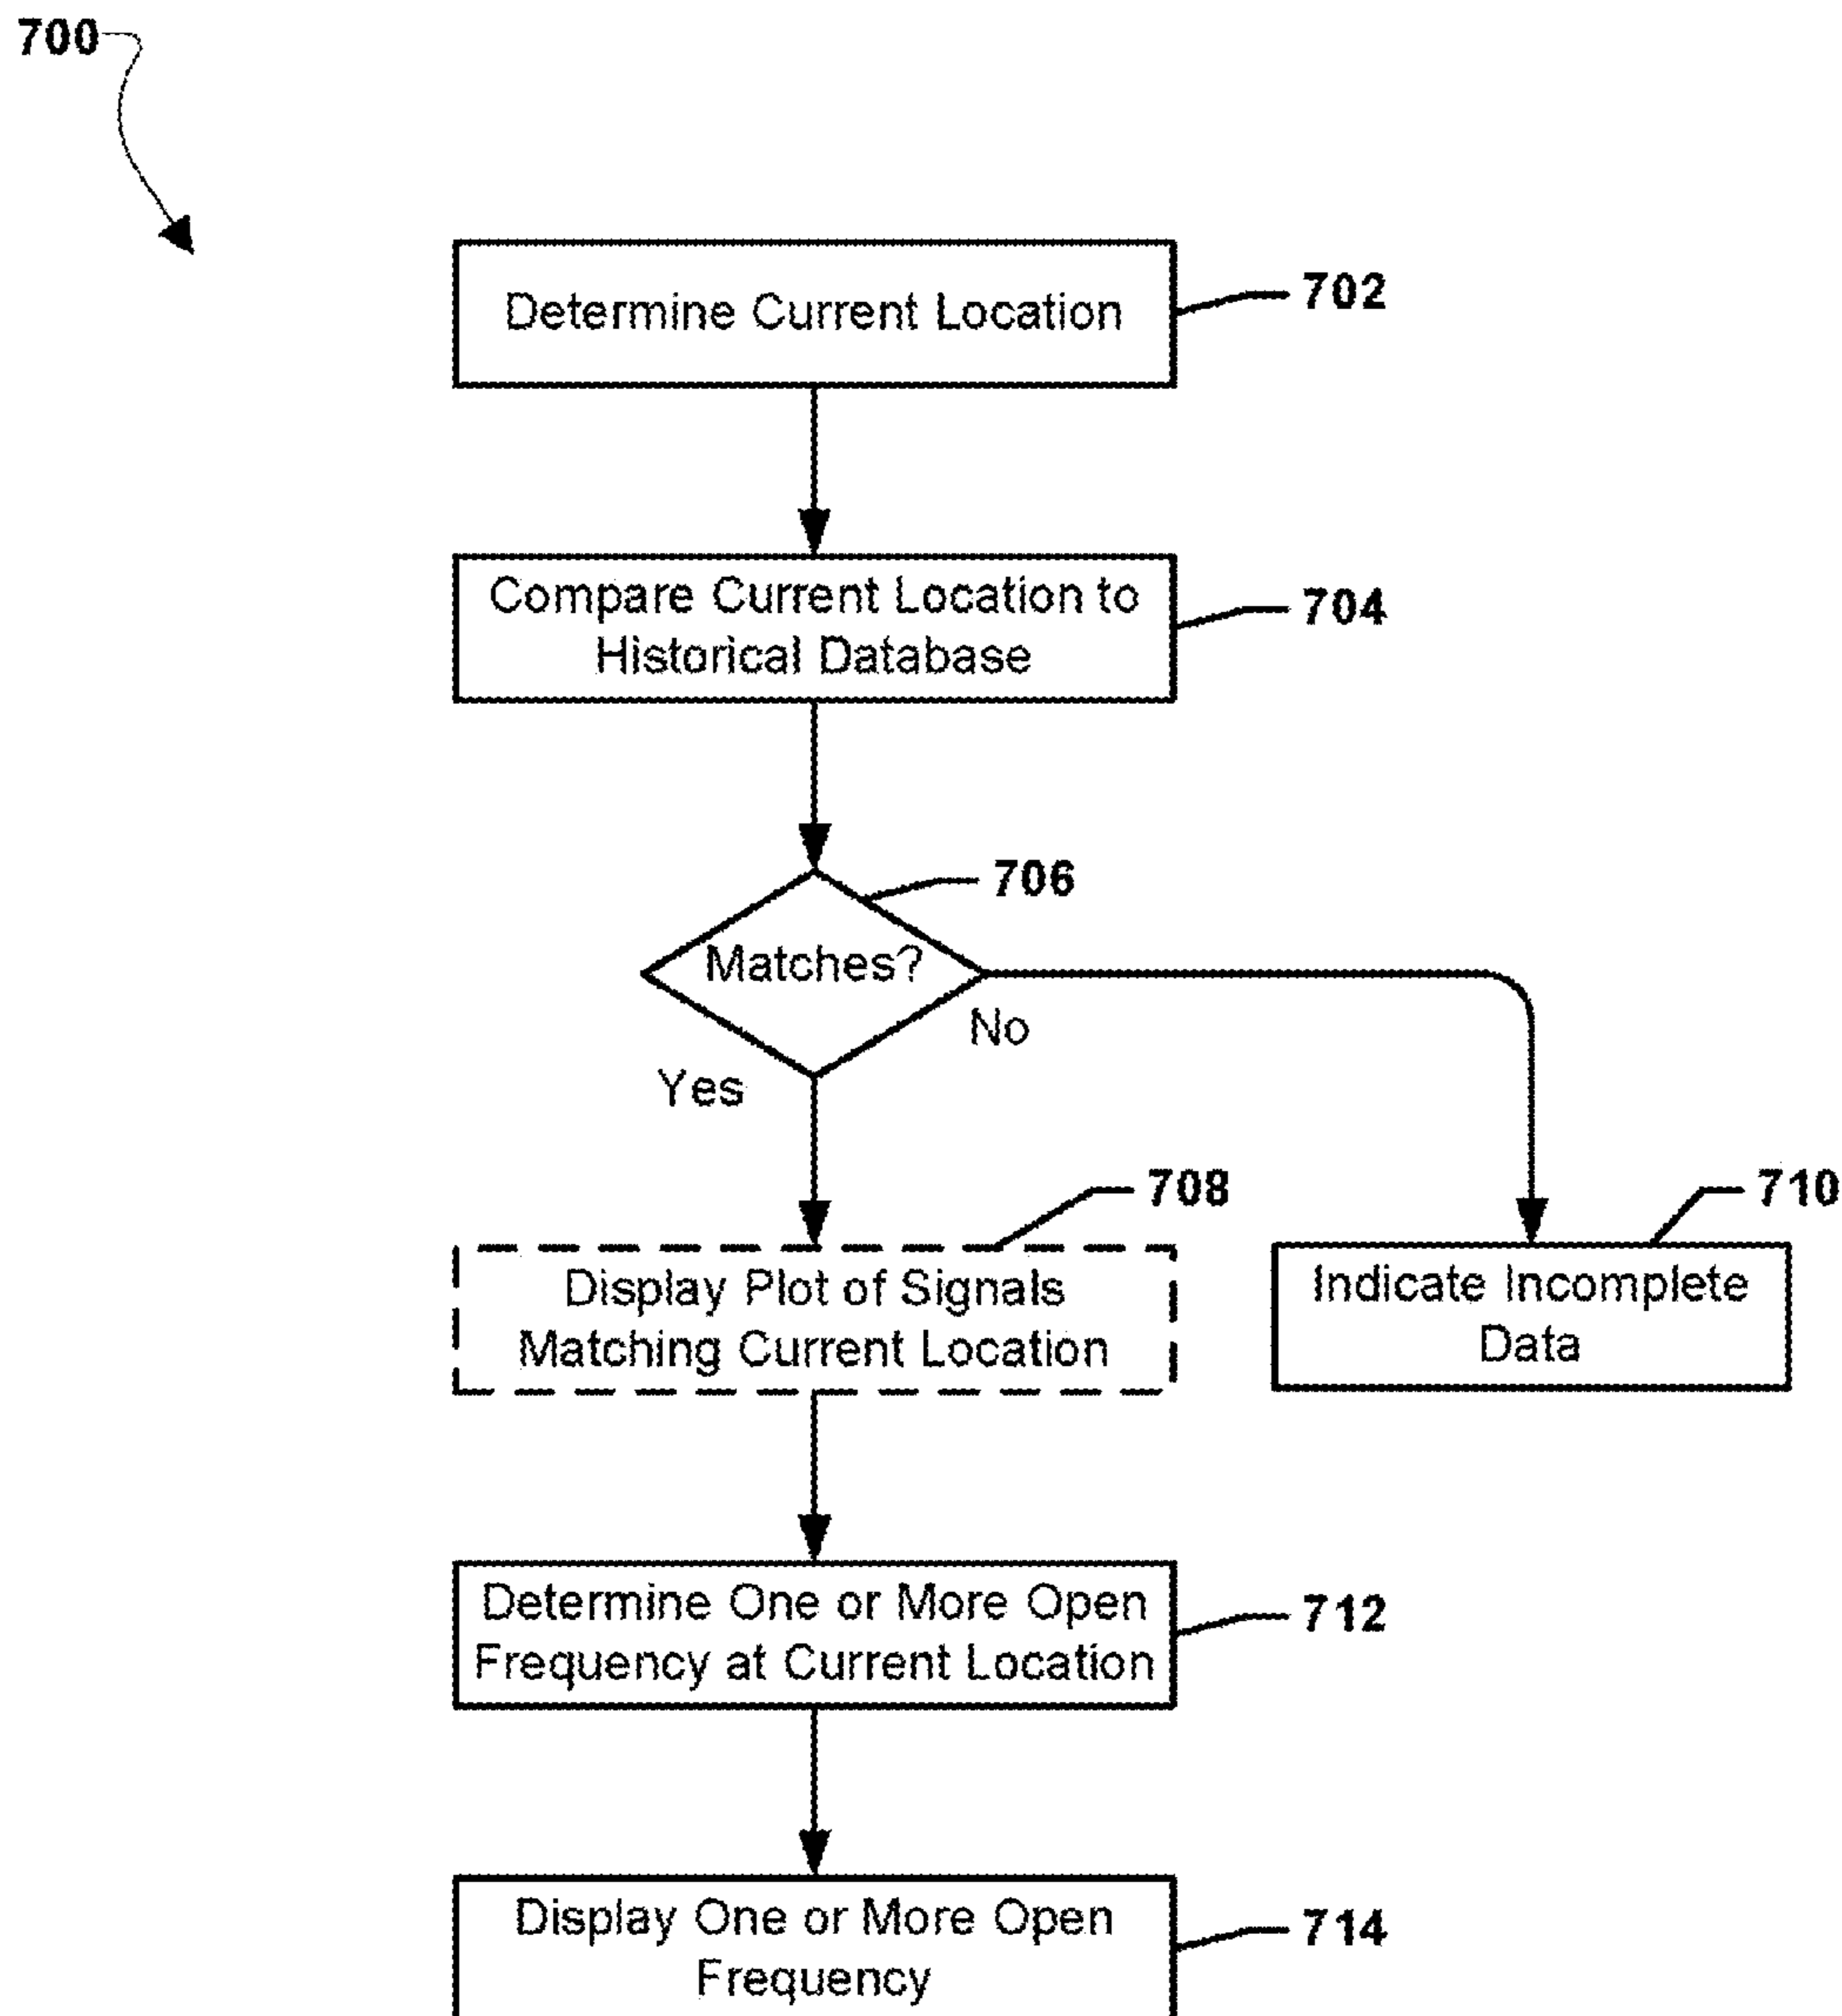 700
Determine Current Location
702
Compare Current Location to
Historical Database
704
706
Matches?
No
Yes
708
710
Display Plot of Signals
Matching Current Location
Indicate Incomplete
Data
Determine One or More Open
Frequency at Current Location
712
Display One or More Open
Frequency
714